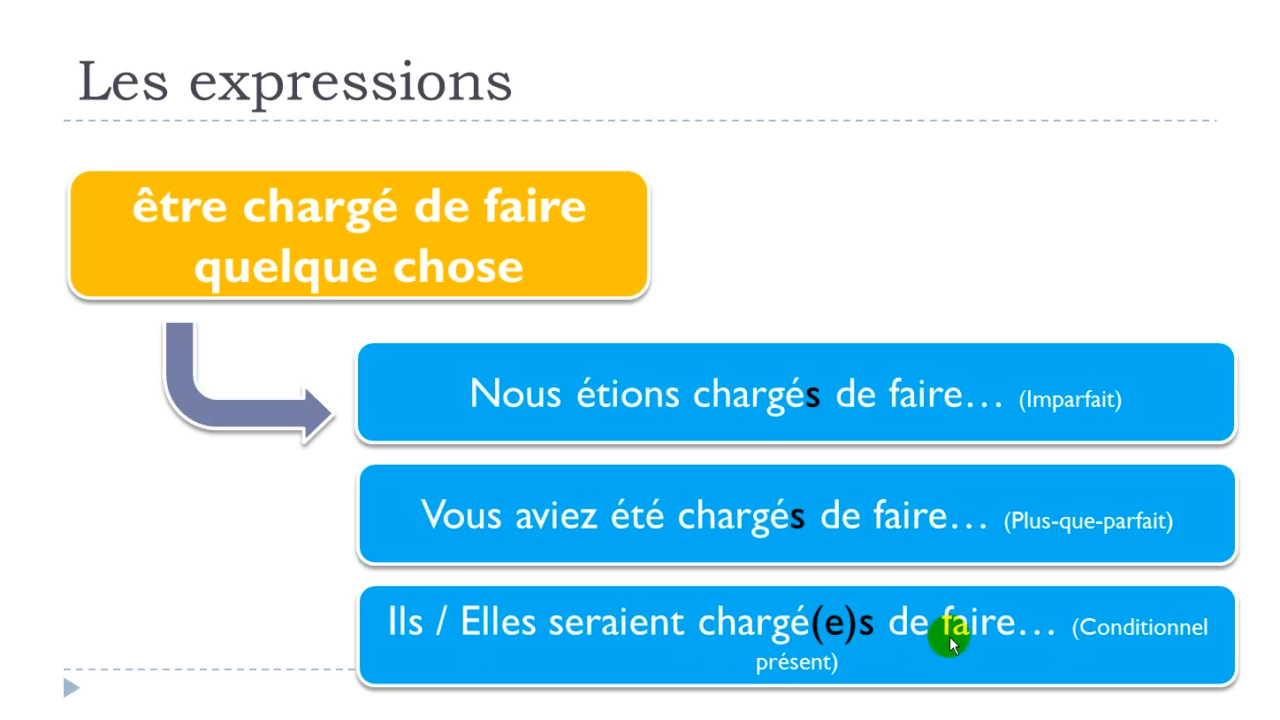 Les expressions
être chargé de faire
quelque chose
Nous étions chargés de faire… (Imparfait)
Vous aviez été chargés de faire… (Plus-que-parfait)
Ils / Elles seraient chargé(e)s de faire… (Conditionnel
présent)